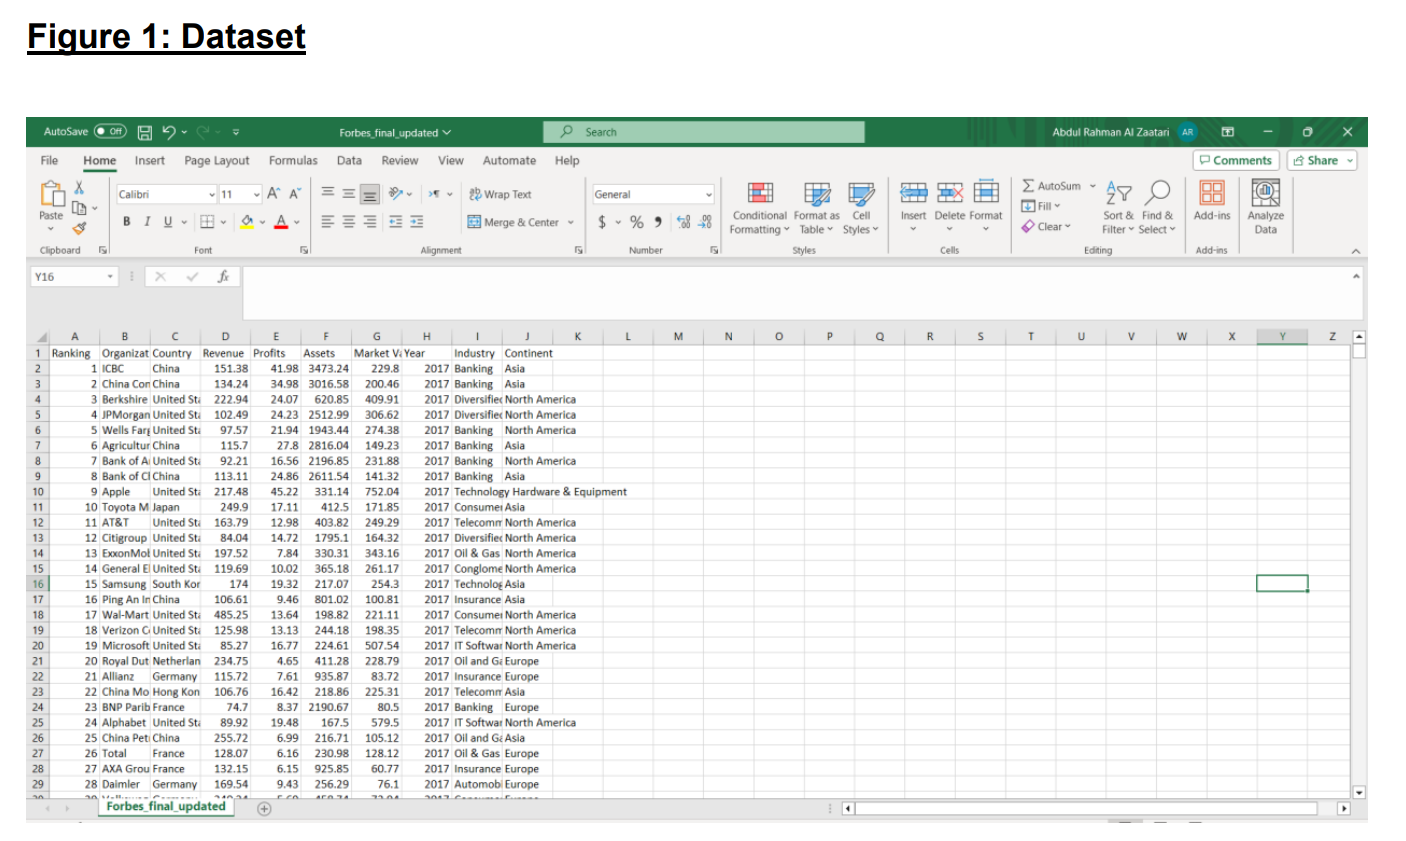 Figure 1: Dataset
AutoSave Off Forbes_final_updated Search Abdul Rahman Al Zaatari AR
File Home Insert Page Layout Formulas Data Review View Automate Help Comments Share
Calibri 11 A A Wrap Text General AutoSum
Paste B I U A Merge & Center $ % Conditional Formatting Format as Table Cell Styles Insert Delete Format Fill Clear Sort & Filter Find & Select Add-ins Analyze Data
Clipboard Font Alignment Number Styles Cells Editing Add-ins
Y16 fx
A B C D E F G H I J K L M N O P Q R S T U V W X Y Z
1 Ranking Organizat Country Revenue Profits Assets Market Va Year Industry Continent
2 1 ICBC China 151.38 41.98 3473.24 229.8 2017 Banking Asia
3 2 China Con China 134.24 34.98 3016.58 200.46 2017 Banking Asia
4 3 Berkshire United Sta 222.94 24.07 620.85 409.91 2017 Diversified North America
5 4 JPMorgan United Sta 102.49 24.23 2512.99 306.62 2017 Diversified North America
6 5 Wells Farg United Sta 97.57 21.94 1943.44 274.38 2017 Banking North America
7 6 Agricultur China 115.7 27.8 2816.04 149.23 2017 Banking Asia
8 7 Bank of A United Sta 92.21 16.56 2196.85 231.88 2017 Banking North America
9 8 Bank of Cl China 113.11 24.86 2611.54 141.32 2017 Banking Asia
10 9 Apple United Sta 217.48 45.22 331.14 752.04 2017 Technology Hardware & Equipment
11 10 Toyota M Japan 249.9 17.11 412.5 171.85 2017 Consumer Asia
12 11 AT&T United Sta 163.79 12.98 403.82 249.29 2017 Telecomm North America
13 12 Citigroup United Sta 84.04 14.72 1795.1 164.32 2017 Diversified North America
14 13 ExxonMob United Sta 197.52 7.84 330.31 343.16 2017 Oil & Gas North America
15 14 General El United Sta 119.69 10.02 365.18 261.17 2017 Conglome North America
16 15 Samsung South Kor 174 19.32 217.07 254.3 2017 Technolog Asia
17 16 Ping An In China 106.61 9.46 801.02 100.81 2017 Insurance Asia
18 17 Wal-Mart United Sta 485.25 13.64 198.82 221.11 2017 Consumer North America
19 18 Verizon Co United Sta 125.98 13.13 244.18 198.35 2017 Telecomm North America
20 19 Microsoft United Sta 85.27 16.77 224.61 507.54 2017 IT Softwar North America
21 20 Royal Dut Netherlan 234.75 4.65 411.28 228.79 2017 Oil and Ga Europe
22 21 Allianz Germany 115.72 7.61 935.87 83.72 2017 Insurance Europe
23 22 China Mo Hong Kon 106.76 16.42 218.86 225.31 2017 Telecomm Asia
24 23 BNP Parib France 74.7 8.37 2190.67 80.5 2017 Banking Europe
25 24 Alphabet United Sta 89.92 19.48 167.5 579.5 2017 IT Softwar North America
26 25 China Pet China 255.72 6.99 216.71 105.12 2017 Oil and Ga Asia
27 26 Total France 128.07 6.16 230.98 128.12 2017 Oil & Gas Europe
28 27 AXA Grou France 132.15 6.15 925.85 60.77 2017 Insurance Europe
29 28 Daimler Germany 169.54 9.43 256.29 76.1 2017 Automobi Europe
Forbes_final_updated